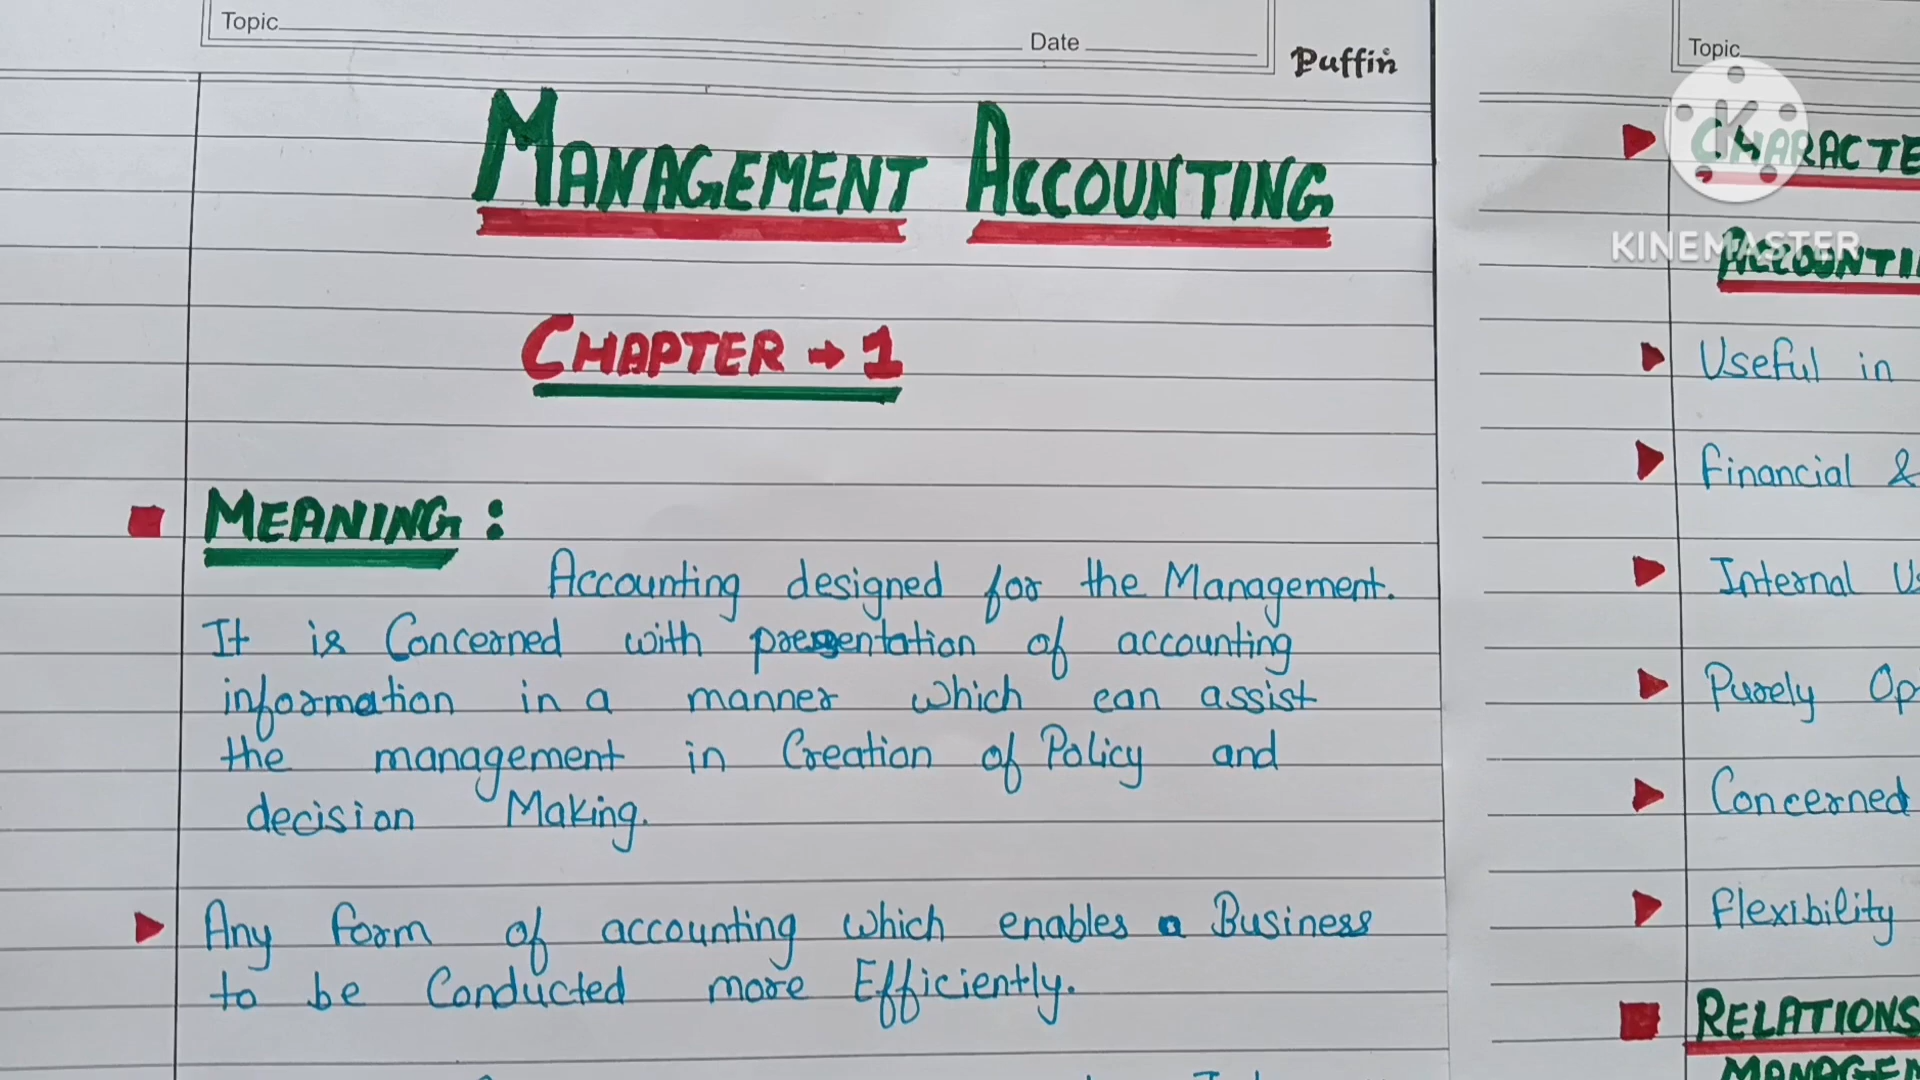 Topic
Date
Puffin
MANAGEMENT ACCOUNTING
CHAPTER → 1
MEANING :
Accounting designed for the Management.
It is Concerned with presentation of accounting
information in a manner which can assist
the management in Creation of Policy and
decision Making.
Any form of accounting which enables a Business
to be Conducted more Efficiently.
Topic
KINEMASTER
Useful in
Financial &
Internal
Purely
Concerned
Flexibility